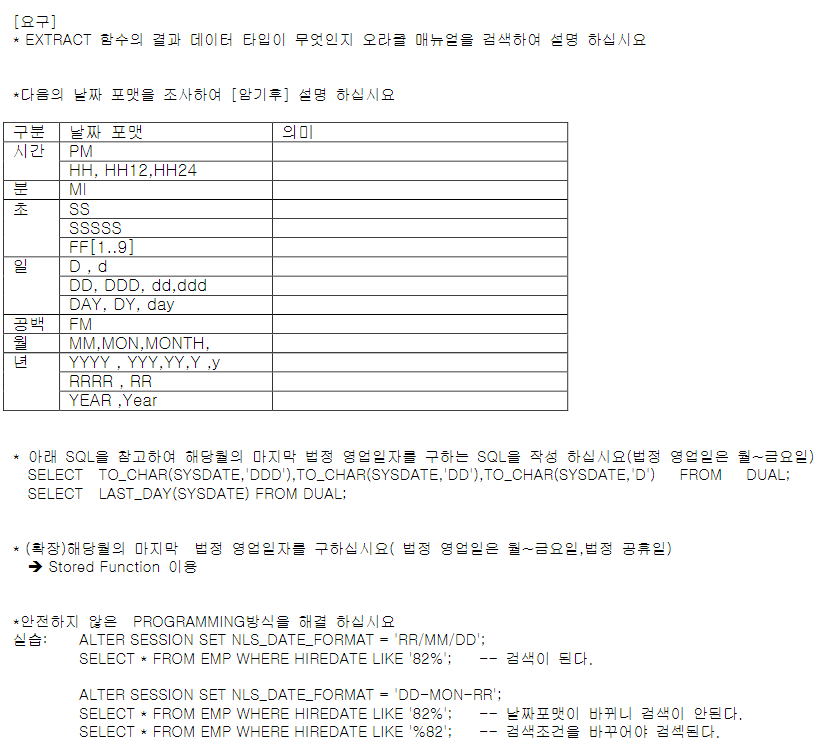 [요구]
* EXTRACT 함수의 결과 데이터 타입이 무엇인지 오라클 매뉴얼을 검색하여 설명 하십시요
*다음의 날짜 포맷을 조사하여 [암기후] 설명 하십시요
구분 날짜 포맷 의미
시간 PM
HH, HH12,HH24
분 MI
초 SS
SSSSS
FF[1..9]
일 D , d
DD, DDD, dd,ddd
DAY, DY, day
공백 FM
월 MM,MON,MONTH,
년 YYYY , YYY,YY,Y ,y
RRRR , RR
YEAR ,Year
* 아래 SQL을 참고하여 해당월의 마지막 법정 영업일자를 구하는 SQL을 작성 하십시요(법정 영업일은 월~금요일)
SELECT TO_CHAR(SYSDATE,'DDD'),TO_CHAR(SYSDATE,'DD'),TO_CHAR(SYSDATE,'D') FROM DUAL;
SELECT LAST_DAY(SYSDATE) FROM DUAL;
* (확장)해당월의 마지막 법정 영업일자를 구하십시요( 법정 영업일은 월~금요일,법정 공휴일)
➔ Stored Function 이용
*안전하지 않은 PROGRAMMING방식을 해결 하십시요
실습: ALTER SESSION SET NLS_DATE_FORMAT = 'RR/MM/DD';
SELECT * FROM EMP WHERE HIREDATE LIKE '82%'; -- 검색이 된다.
ALTER SESSION SET NLS_DATE_FORMAT = 'DD-MON-RR';
SELECT * FROM EMP WHERE HIREDATE LIKE '82%'; -- 날짜포맷이 바뀌니 검색이 안된다.
SELECT * FROM EMP WHERE HIREDATE LIKE '%82'; -- 검색조건을 바꾸어야 검섹된다.